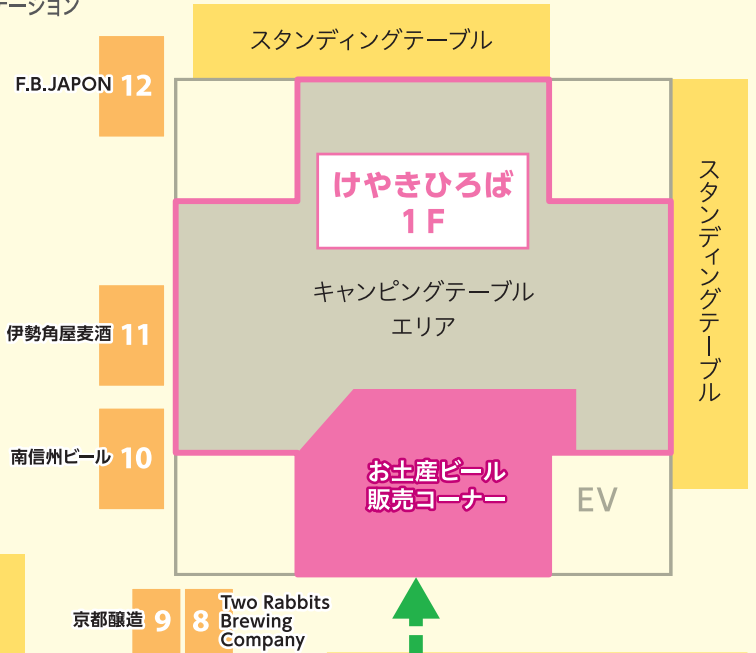 ーション
スタンディングテーブル
F.B.JAPON 12
けやきひろば
1F
スタンディングテーブル
キャンピングテーブル
エリア
伊勢角屋麦酒 11
南信州ビール 10
お土産ビール
販売コーナー
EV
京都醸造 9
8 Two Rabbits
Brewing
Company